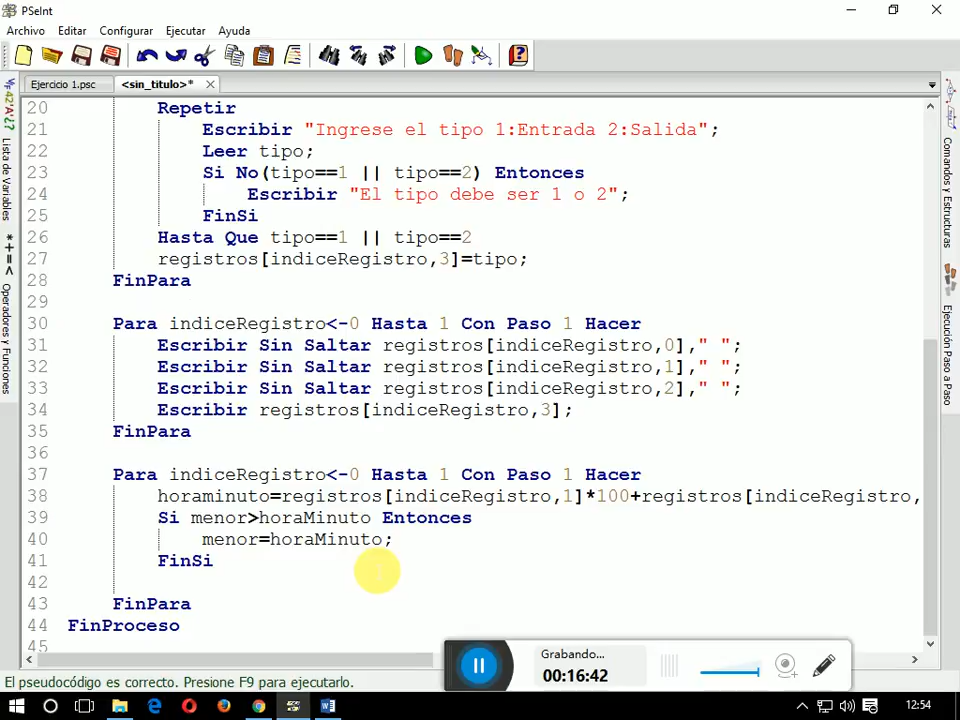 PSeInt
Archivo Editar Configurar Ejecutar Ayuda
Ejercicio 1.psc <sin_titulo>*
20 Repetir
21 Escribir "Ingrese el tipo 1:Entrada 2:Salida";
22 Leer tipo;
23 Si No(tipo==1 || tipo==2) Entonces
24 Escribir "El tipo debe ser 1 o 2";
25 FinSi
26 Hasta Que tipo==1 || tipo==2
27 registros[indiceRegistro,3]=tipo;
28 FinPara
29
30 Para indiceRegistro<-0 Hasta 1 Con Paso 1 Hacer
31 Escribir Sin Saltar registros[indiceRegistro,0]," ";
32 Escribir Sin Saltar registros[indiceRegistro,1]," ";
33 Escribir Sin Saltar registros[indiceRegistro,2]," ";
34 Escribir registros[indiceRegistro,3];
35 FinPara
36
37 Para indiceRegistro<-0 Hasta 1 Con Paso 1 Hacer
38 horaminuto=registros[indiceRegistro,1]*100+registros[indiceRegistro,
39 Si menor>horaMinuto Entonces
40 menor=horaMinuto;
41 FinSi
42
43 FinPara
44 FinProceso
45
*+=< Operadores y Funciones
Lista de Variables
Comandos y Estructuras
Ejecución Paso a Paso
Grabando...
00:16:42
El pseudocódigo es correcto. Presione F9 para ejecutarlo.
12:54